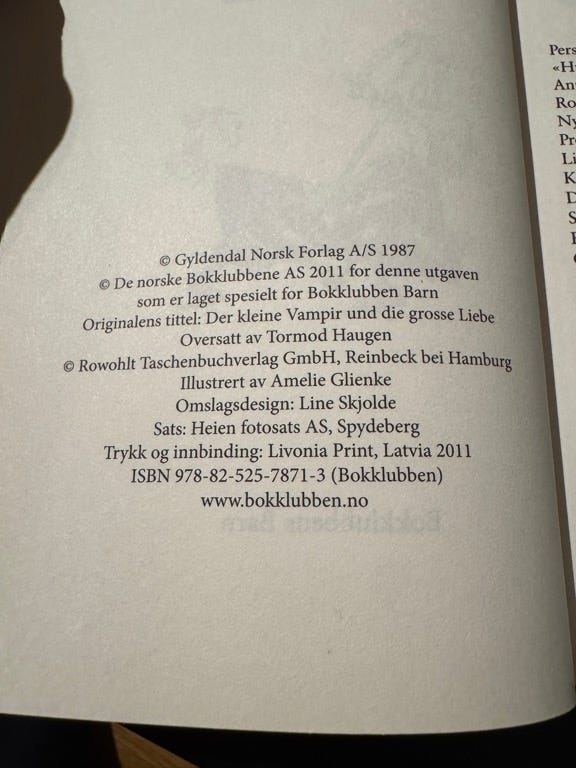 © Gyldendal Norsk Forlag A/S 1987
© De norske Bokklubbene AS 2011 for denne utgaven
som er laget spesielt for Bokklubben Barn
Originalens tittel: Der kleine Vampir und die grosse Liebe
Oversatt av Tormod Haugen
© Rowohlt Taschenbuchverlag GmbH, Reinbeck bei Hamburg
Illustrert av Amelie Glienke
Omslagsdesign: Line Skjolde
Sats: Heien fotosats AS, Spydeberg
Trykk og innbinding: Livonia Print, Latvia 2011
ISBN 978-82-525-7871-3 (Bokklubben)
www.bokklubben.no